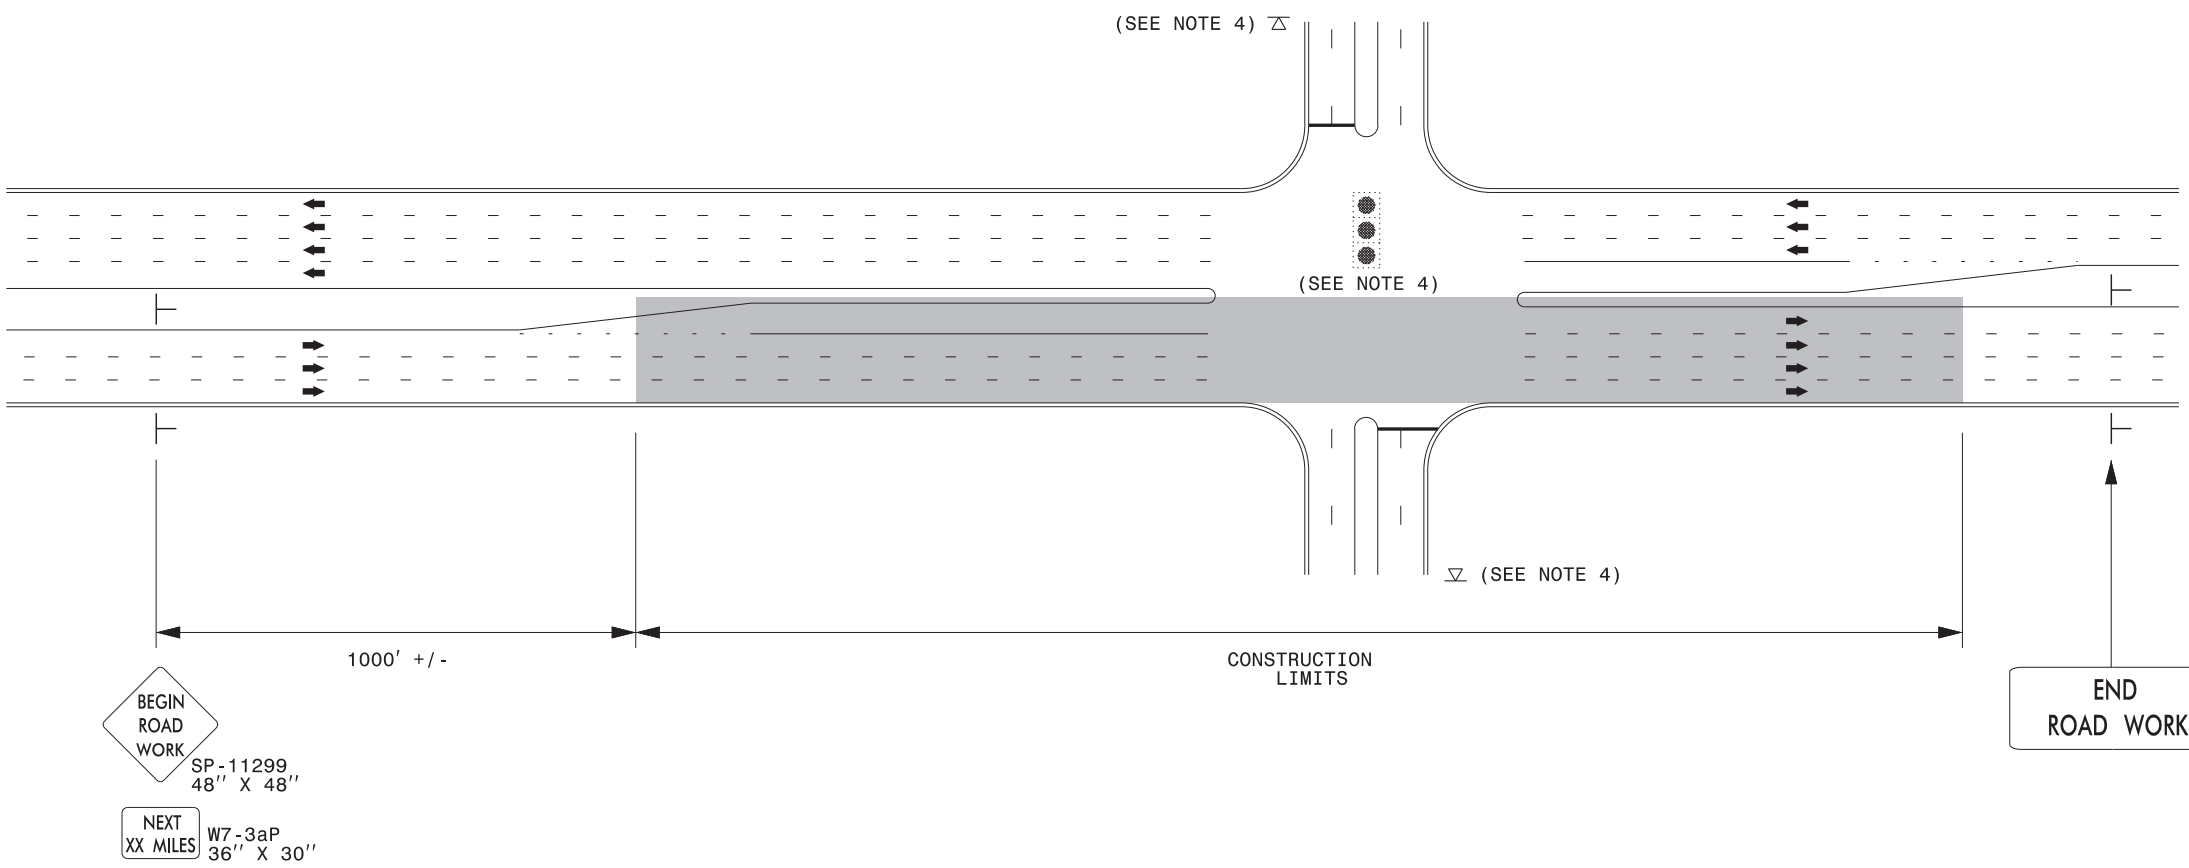 (SEE NOTE 4)
(SEE NOTE 4)
(SEE NOTE 4)
1000' +/-
CONSTRUCTION
LIMITS
BEGIN
ROAD
WORK
SP-11299
48'' X 48''
NEXT
XX MILES
W7-3aP
36'' X 30''
END
ROAD WORK